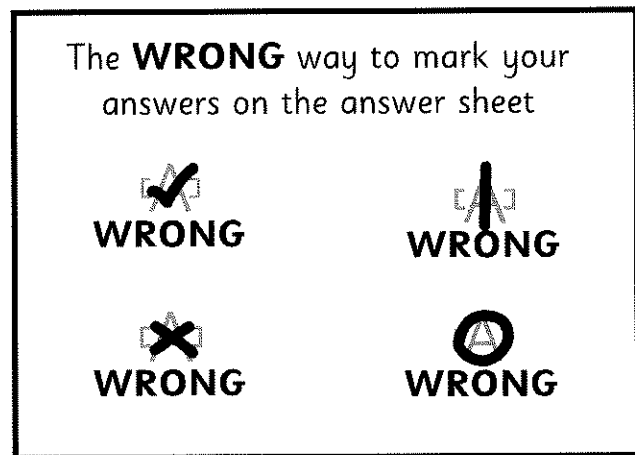 The WRONG way to mark your
answers on the answer sheet
[A] [A]
WRONG WRONG
[A] [A]
WRONG WRONG